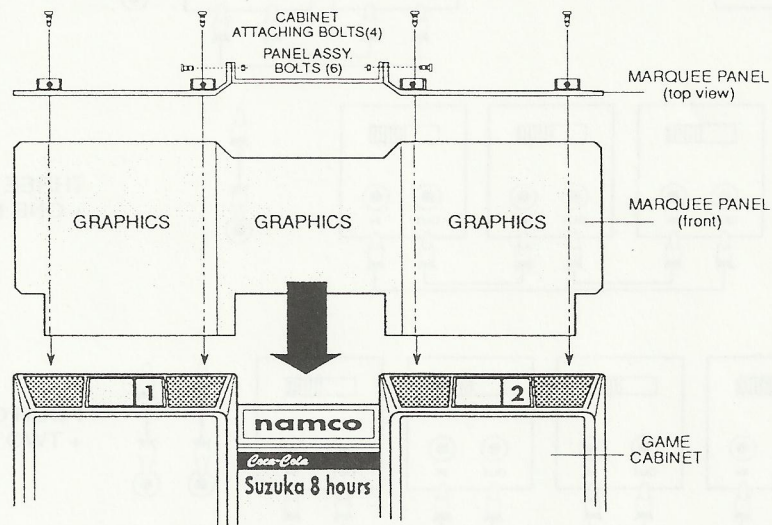 CABINET
ATTACHING BOLTS(4)
PANEL ASSY.
BOLTS (6)
MARQUEE PANEL
(top view)
GRAPHICS
GRAPHICS
GRAPHICS
MARQUEE PANEL
(front)
1
2
namco
Coca-Cola
Suzuka 8 hours
GAME
CABINET